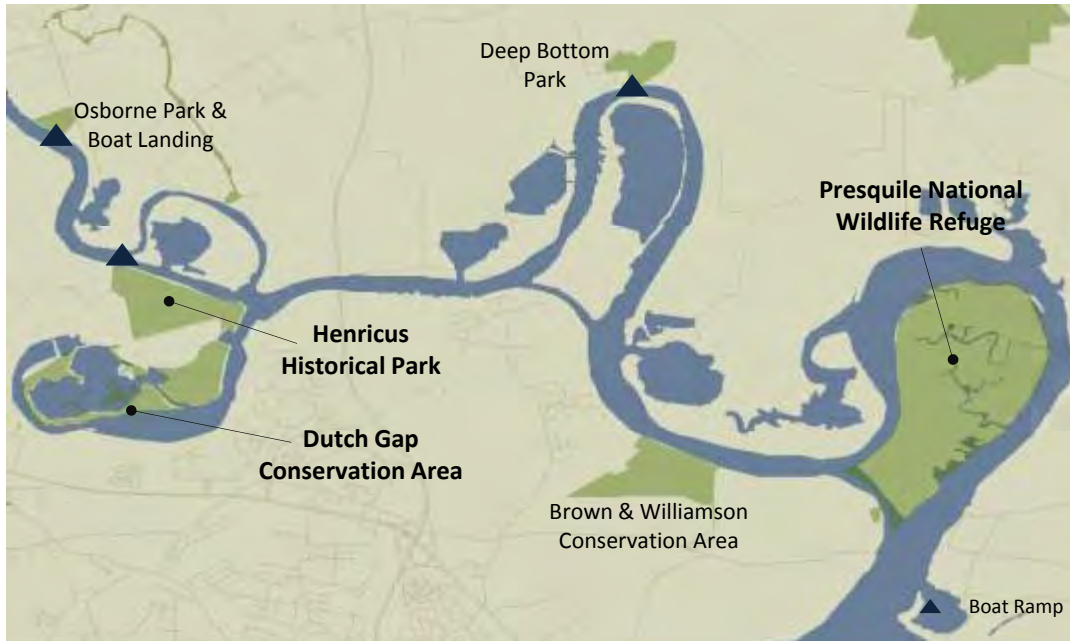 Deep Bottom
Park
Osborne Park &
Boat Landing
Presquile National
Wildlife Refuge
Henricus
Historical Park
Dutch Gap
Conservation Area
Brown & Williamson
Conservation Area
Boat Ramp